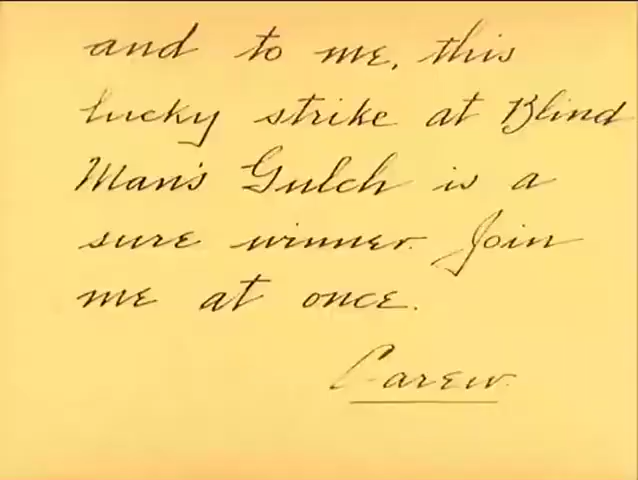 and to me, this
lucky strike at Blind
Man's Gulch is a
sure winner. Join
me at once.
Carew.